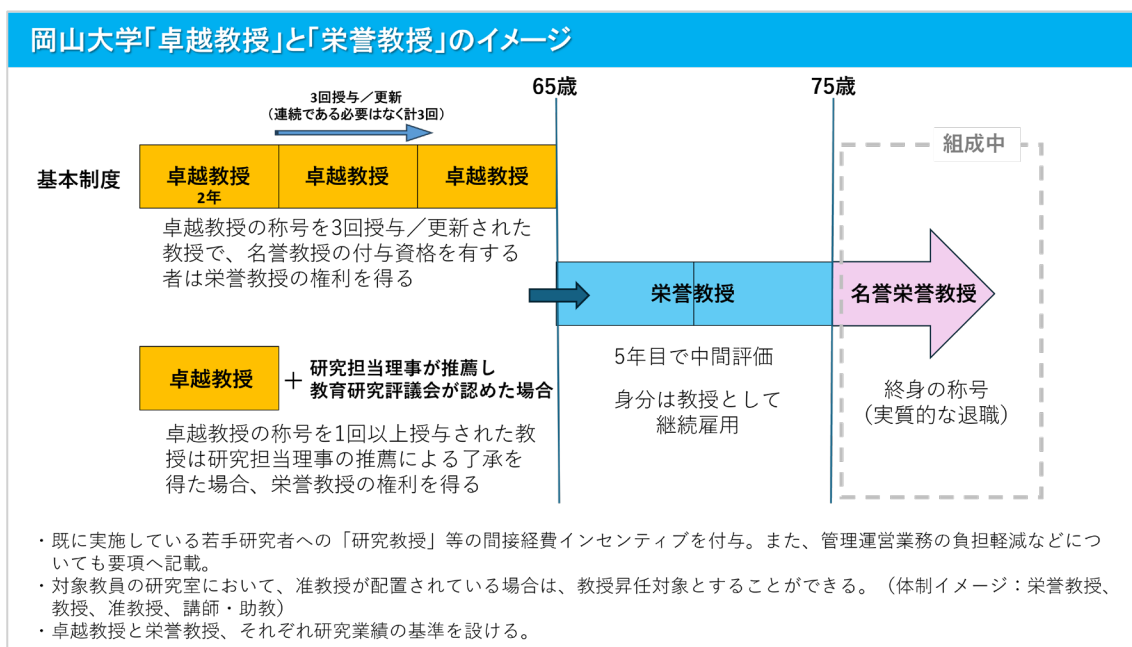 岡山大学「卓越教授」と「栄誉教授」のイメージ
65歳
75歳
3回授与／更新
（連続である必要はなく計3回）
組成中
基本制度
卓越教授
2年
卓越教授
卓越教授
卓越教授の称号を3回授与／更新された
教授で、名誉教授の付与資格を有する
者は栄誉教授の権利を得る
栄誉教授
名誉栄誉教授
5年目で中間評価
身分は教授として
継続雇用
終身の称号
（実質的な退職）
卓越教授
＋
研究担当理事が推薦し
教育研究評議会が認めた場合
卓越教授の称号を1回以上授与された教
授は研究担当理事の推薦による了承を
得た場合、栄誉教授の権利を得る
・既に実施している若手研究者への「研究教授」等の間接経費インセンティブを付与。また、管理運営業務の負担軽減などにつ
いても要項へ記載。
・対象教員の研究室において、准教授が配置されている場合は、教授昇任対象とすることができる。（体制イメージ：栄誉教授、
教授、准教授、講師・助教）
・卓越教授と栄誉教授、それぞれ研究業績の基準を設ける。